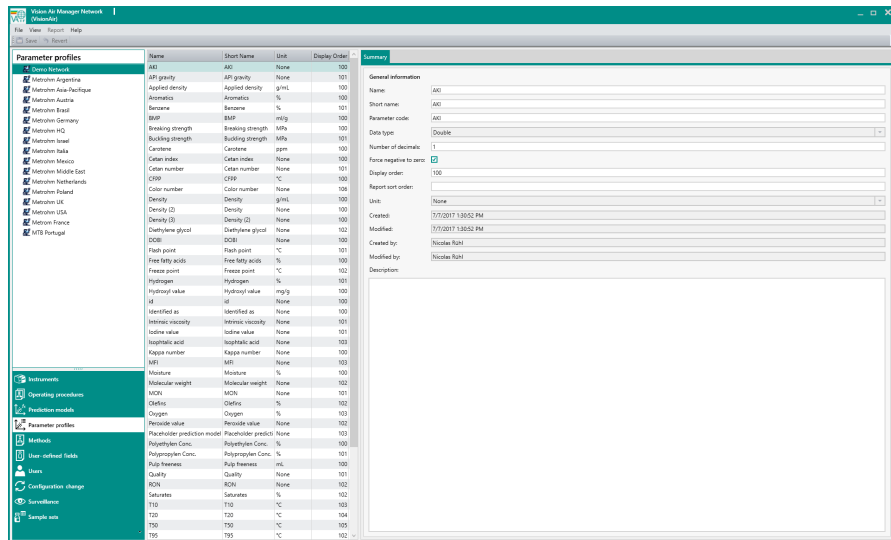 Vision Air Manager Network
(VisionAir)
File View Report Help
Save Revert
Parameter profiles
Demo Network
Metrohm Argentina
Metrohm Asia-Pacifique
Metrohm Austria
Metrohm Brasil
Metrohm Germany
Metrohm HQ
Metrohm Israel
Metrohm Italia
Metrohm Mexico
Metrohm Middle East
Metrohm Netherlands
Metrohm Poland
Metrohm UK
Metrohm USA
Metrom France
MTB Portugal
Instruments
Operating procedures
Prediction models
Parameter profiles
Methods
User-defined fields
Users
Configuration change
Surveillance
Sample sets
Name Short Name Unit Display Order
AKI AKI None 100
API gravity API gravity None 101
Applied density Applied density g/mL 100
Aromatics Aromatics % 100
Benzene Benzene % 101
BMP BMP ml/g 100
Breaking strength Breaking strength MPa 100
Buckling strength Buckling strength MPa 101
Carotene Carotene ppm 100
Cetan index Cetan index None 100
Cetan number Cetan number None 101
CFPP CFPP °C 100
Color number Color number None 106
Density Density g/mL 100
Density (2) Density None 100
Density (3) Density (2) None 100
Diethylene glycol Diethylene glycol None 102
DOBI DOBI None 100
Flash point Flash point °C 101
Free fatty acids Free fatty acids % 100
Freeze point Freeze point °C 102
Hydrogen Hydrogen % 101
Hydroxyl value Hydroxyl value mg/g 100
id id None 100
Identified as Identified as None 100
Intrinsic viscosity Intrinsic viscosity None 101
Iodine value Iodine value None 101
Isophtalic acid Isophtalic acid None 103
Kappa number Kappa number None 100
MFI MFI None 103
Moisture Moisture % 100
Molecular weight Molecular weight None 102
MON MON None 101
Olefins Olefins % 102
Oxygen Oxygen % 103
Peroxide value Peroxide value None 102
Placeholder prediction model Placeholder predicti None 103
Polyethylen Conc. Polyethylen Conc. % 100
Polypropylen Conc. Polypropylen Conc. % 101
Pulp freeness Pulp freeness mL 100
Quality Quality None 101
RON RON None 102
Saturates Saturates % 102
T10 T10 °C 103
T20 T20 °C 104
T50 T50 °C 105
T95 T95 °C 102
Summary
General information
Name: AKI
Short name: AKI
Parameter code: AKI
Data type: Double
Number of decimals: 1
Force negative to zero:
Display order: 100
Report sort order:
Unit: None
Created: 7/7/2017 1:30:52 PM
Modified: 7/7/2017 1:30:52 PM
Created by: Nicolas Rühl
Modified by: Nicolas Rühl
Description: